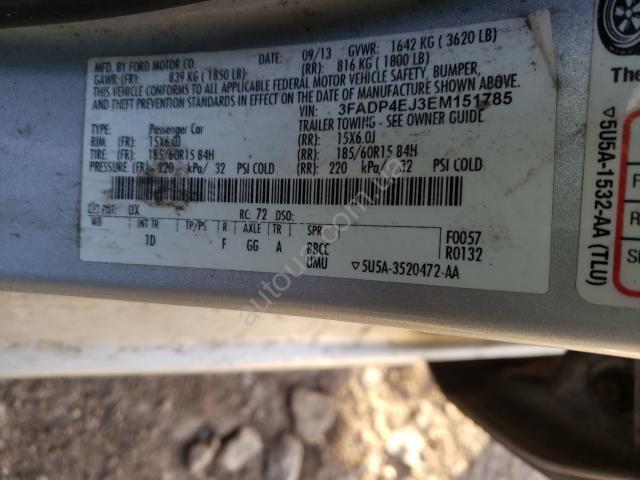 MFD. BY FORD MOTOR CO. DATE: 09/13 GVWR: 1642 KG ( 3620 LB)
GAWR:(FR): 839 KG ( 1850 LB) (RR): 816 KG ( 1800 LB)
THIS VEHICLE CONFORMS TO ALL APPLICABLE FEDERAL MOTOR VEHICLE SAFETY, BUMPER,
AND THEFT PREVENTION STANDARDS IN EFFECT ON THE DATE OF MANUFACTURE SHOWN ABOVE.
VIN: 3FADP4EJ3EM151785
TYPE: Passenger Car TRAILER TOWING - SEE OWNER GUIDE
RIM: (FR): 15X6.0J (RR): 15X6.0J
TIRE: (FR): 185/60R15 84H (RR): 185/60R15 84H
PRESSURE: (FR): 220 kPa/ 32 PSI COLD (RR): 220 kPa/ 32 PSI COLD
EXT PNT: UX RC: 72 DSO:
WB INT TR TP/PS R AXLE TR SPR F0057
1D F GG A BBCC R0132
UMU ▽5U5A-3520472-AA
autoua.com.ua
The
▽5U5A-1532-AA (TLU)